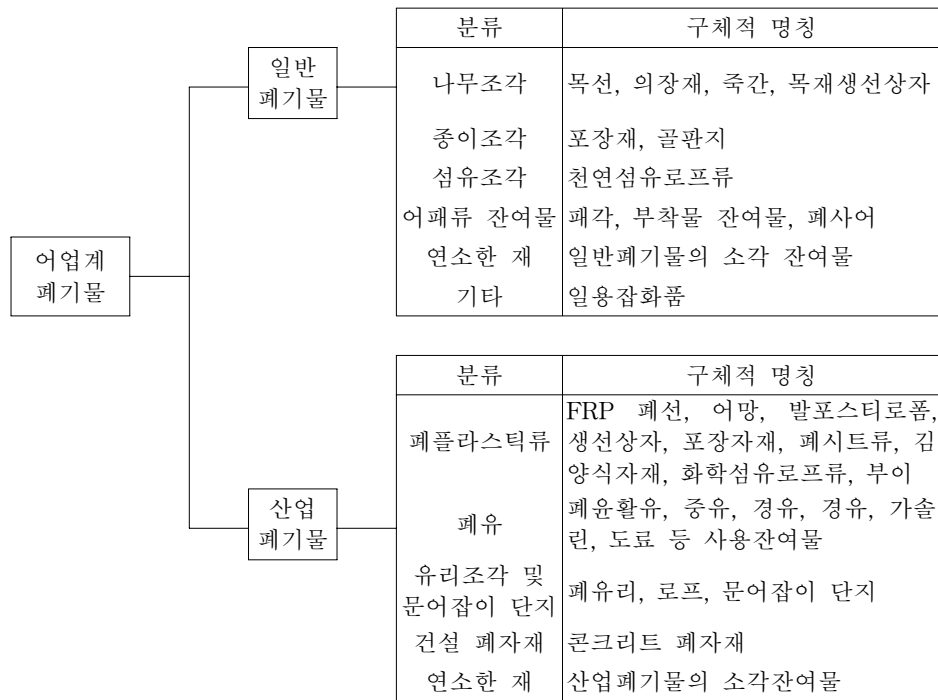 어업계
폐기물
일반
폐기물
분류 구체적 명칭
나무조각 목선, 의장재, 죽간, 목재생선상자
종이조각 포장재, 골판지
섬유조각 천연섬유로프류
어패류 잔여물 패각, 부착물 잔여물, 폐사어
연소한 재 일반폐기물의 소각 잔여물
기타 일용잡화품
산업
폐기물
분류 구체적 명칭
폐플라스틱류 FRP 폐선, 어망, 발포스티로폼,
생선상자, 포장자재, 폐시트류, 김
양식자재, 화학섬유로프류, 부이
폐유 폐윤활유, 중유, 경유, 경유, 가솔
린, 도료 등 사용잔여물
유리조각 및
문어잡이 단지 폐유리, 로프, 문어잡이 단지
건설 폐자재 콘크리트 폐자재
연소한 재 산업폐기물의 소각잔여물